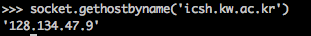 >>> socket.gethostbyname('icsh.kw.ac.kr')
'128.134.47.9'